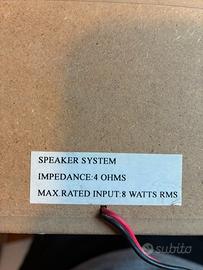 SPEAKER SYSTEM
IMPEDANCE:4 OHMS
MAX.RATED INPUT:8 WATTS RMS
subito